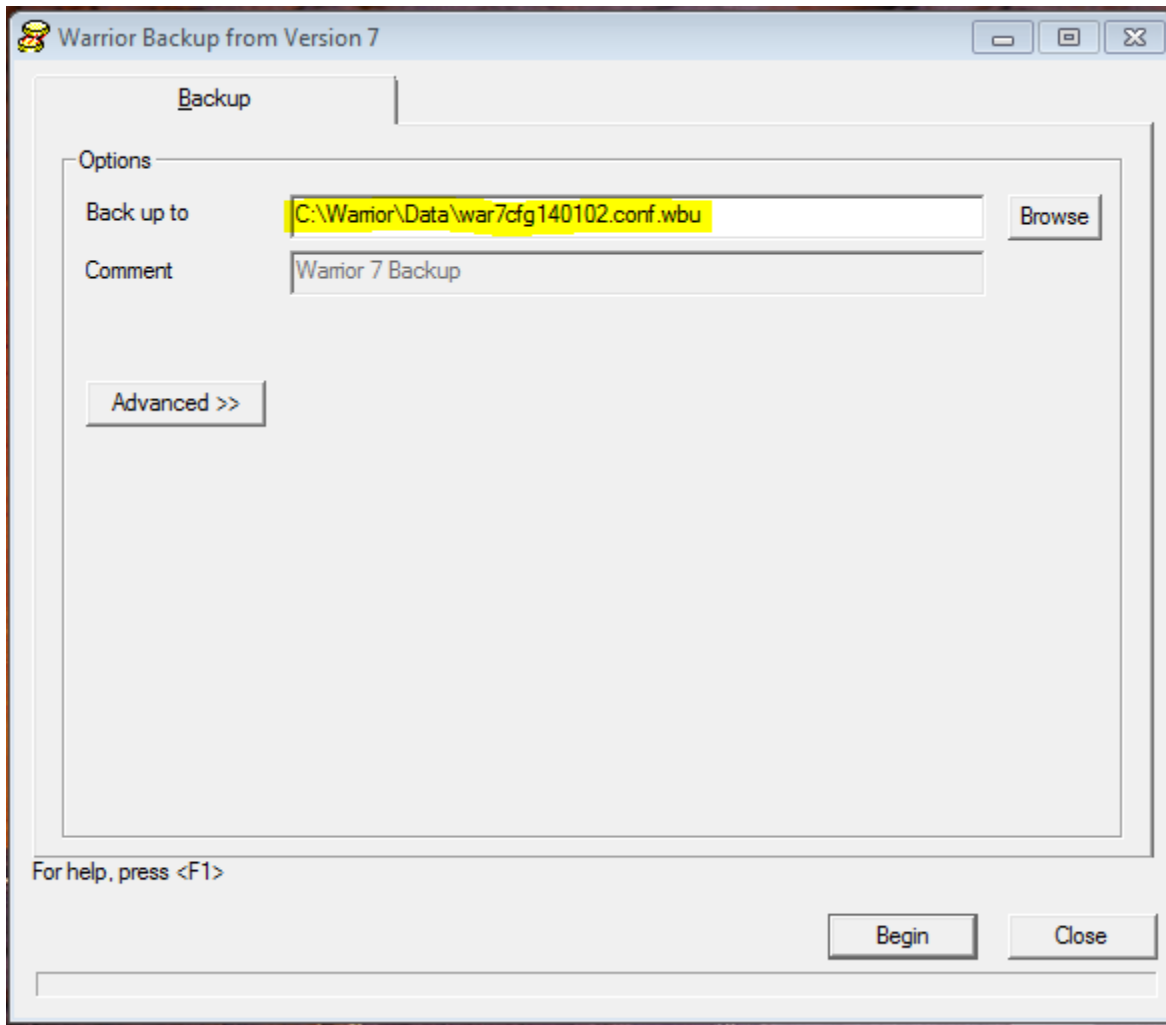 Warrior Backup from Version 7
Backup
Options
Back up to C:\Warrior\Data\war7cfg140102.conf.wbu Browse
Comment Warrior 7 Backup
Advanced >>
For help, press <F1>
Begin Close